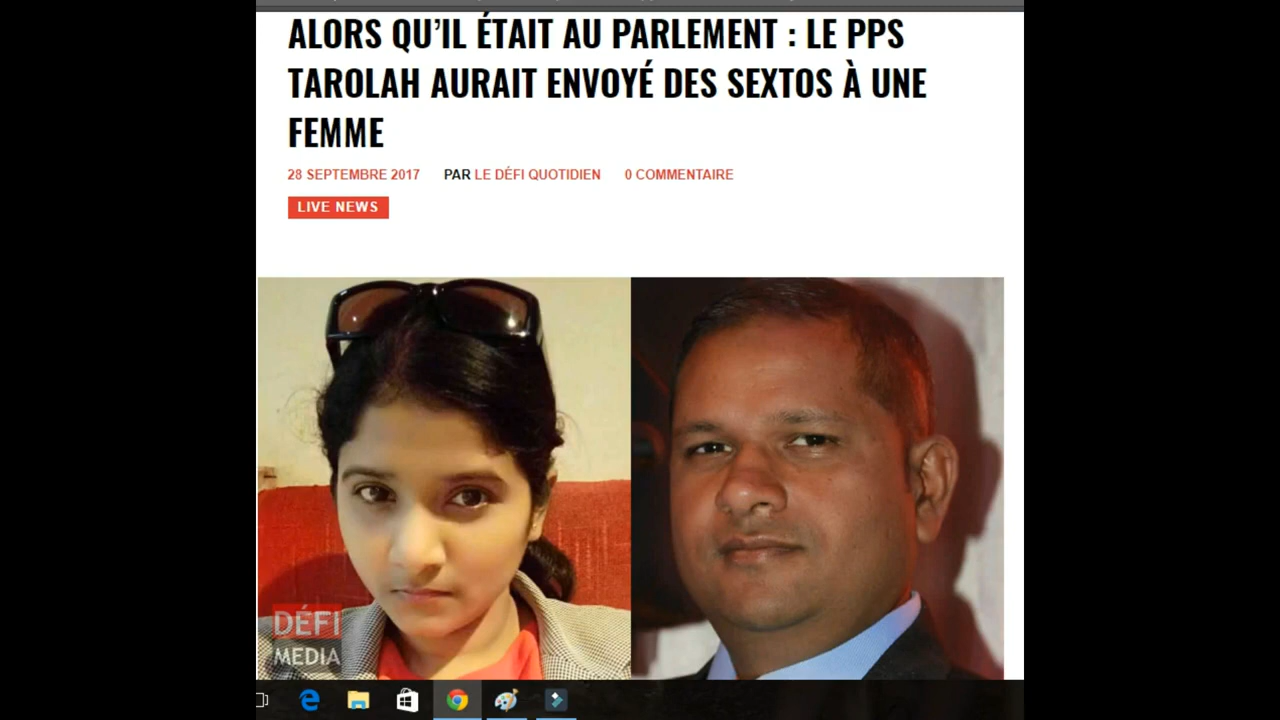 ALORS QU’IL ÉTAIT AU PARLEMENT : LE PPS
TAROLAH AURAIT ENVOYÉ DES SEXTOS À UNE
FEMME
28 SEPTEMBRE 2017 PAR LE DÉFI QUOTIDIEN 0 COMMENTAIRE
LIVE NEWS
DÉFI
MEDIA